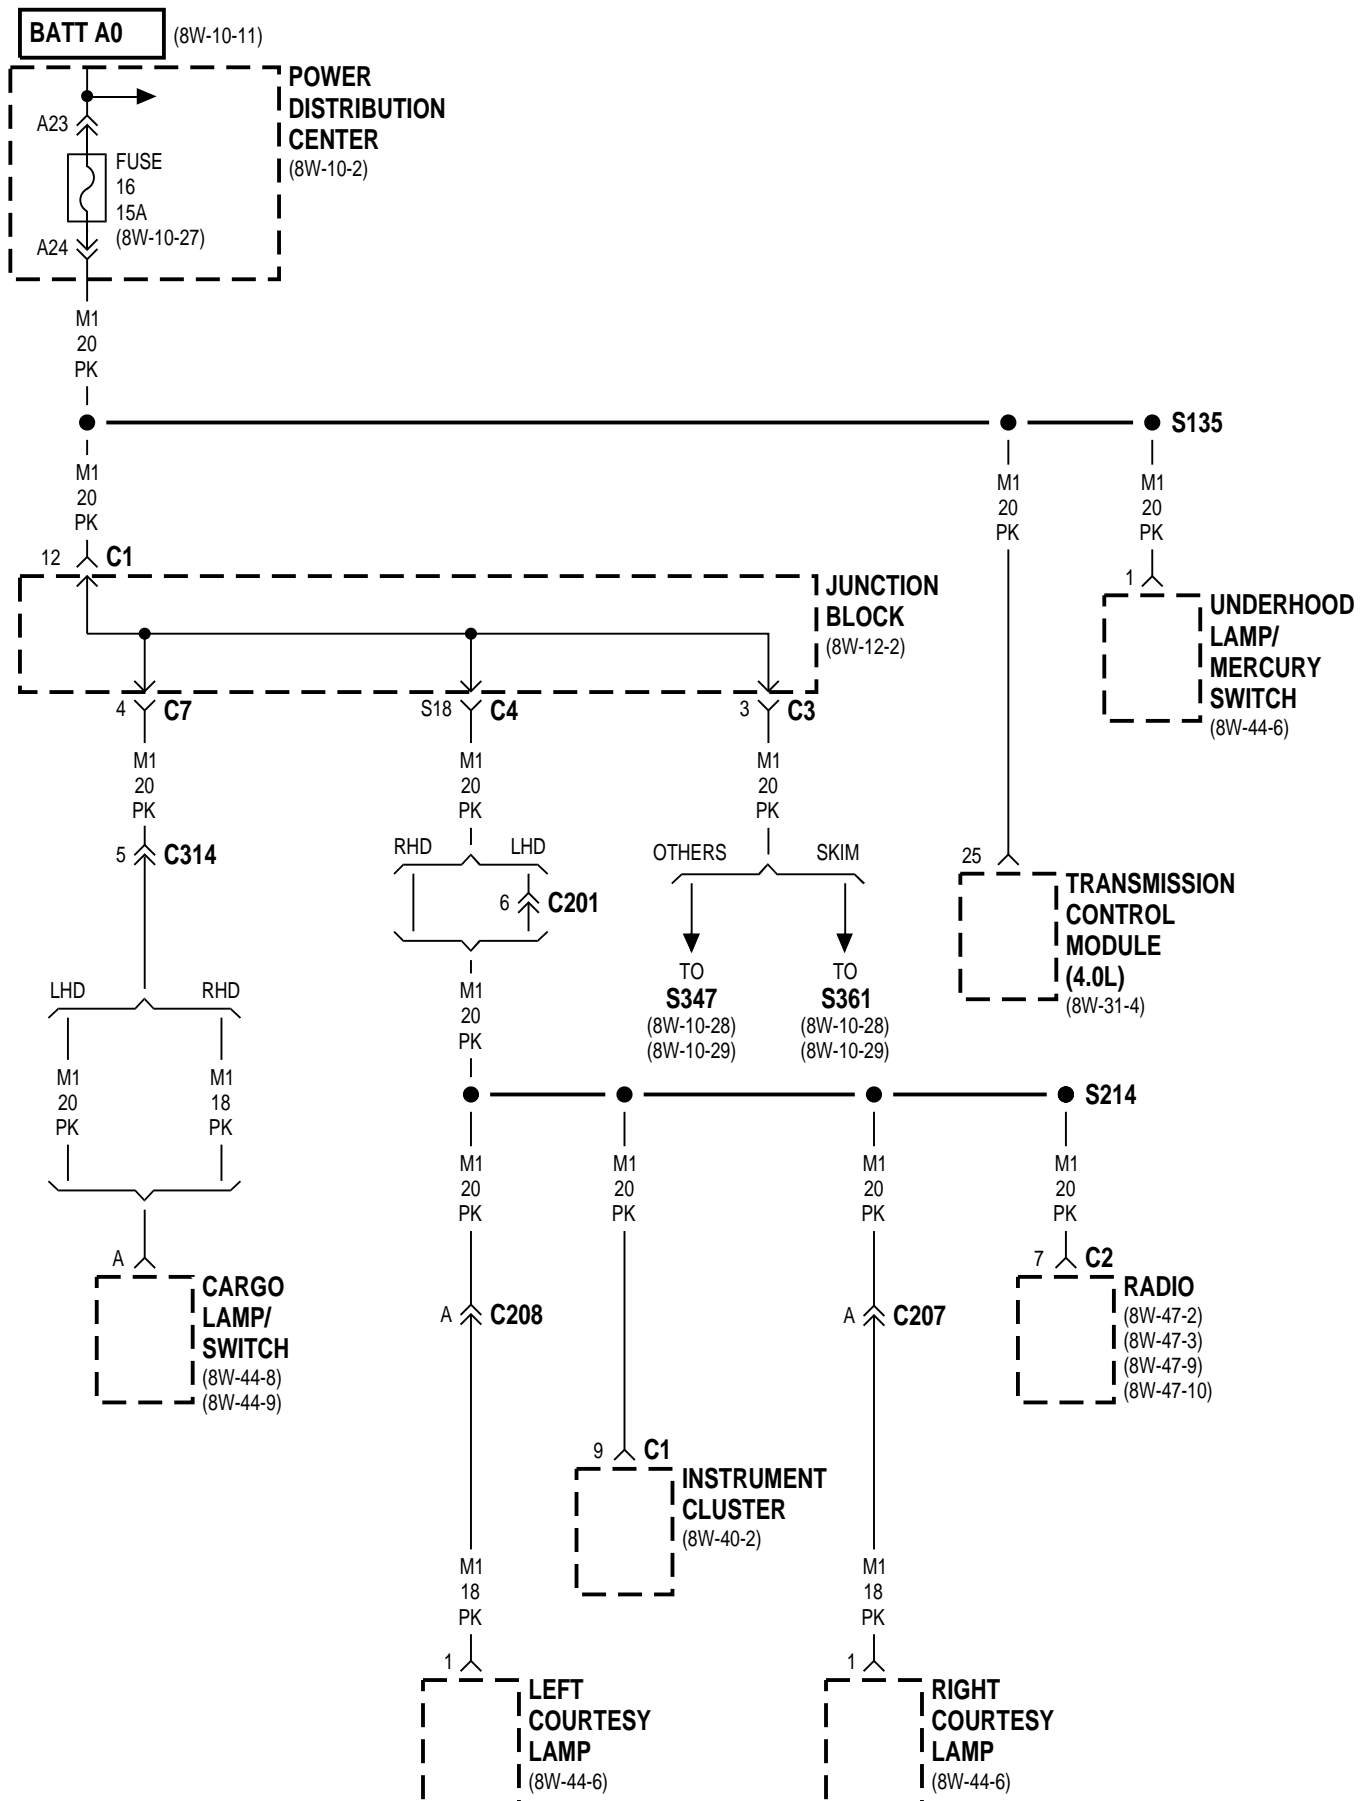 BATT A0
(8W-10-11)
POWER
DISTRIBUTION
CENTER
(8W-10-2)
A23
FUSE
16
15A
(8W-10-27)
A24
M1
20
PK
S135
M1
20
PK
M1
20
PK
M1
20
PK
12
C1
JUNCTION
BLOCK
(8W-12-2)
1
UNDERHOOD
LAMP/
MERCURY
SWITCH
(8W-44-6)
4
C7
S18
C4
3
C3
M1
20
PK
M1
20
PK
M1
20
PK
5
C314
RHD
LHD
6
C201
OTHERS
SKIM
25
TRANSMISSION
CONTROL
MODULE
(4.0L)
(8W-31-4)
TO
S347
(8W-10-28)
(8W-10-29)
TO
S361
(8W-10-28)
(8W-10-29)
LHD
RHD
M1
20
PK
M1
20
PK
M1
18
PK
S214
M1
20
PK
M1
20
PK
M1
20
PK
M1
20
PK
A
CARGO
LAMP/
SWITCH
(8W-44-8)
(8W-44-9)
A
C208
A
C207
7
C2
RADIO
(8W-47-2)
(8W-47-3)
(8W-47-9)
(8W-47-10)
9
C1
INSTRUMENT
CLUSTER
(8W-40-2)
M1
18
PK
M1
18
PK
1
LEFT
COURTESY
LAMP
(8W-44-6)
1
RIGHT
COURTESY
LAMP
(8W-44-6)